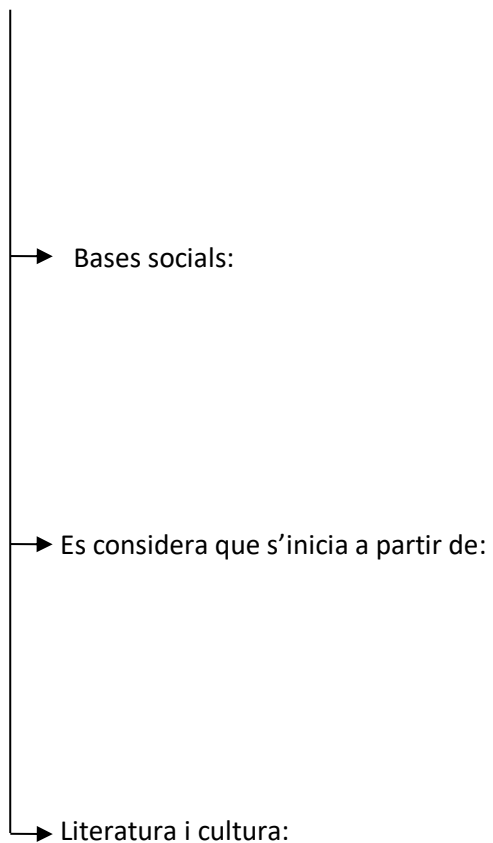 Bases socials:
Es considera que s’inicia a partir de:
Literatura i cultura: